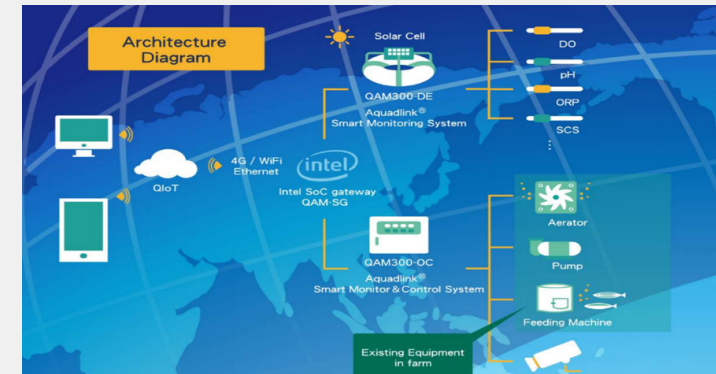 Architecture
Diagram
Solar Cell
QAM300-DE
Aquadlink®
Smart Monitoring System
DO
pH
ORP
SCS
QIoT
4G / WiFi
Ethernet
intel
Intel SoC gateway
QAM-SG
QAM300-OC
Aquadlink®
Smart Monitor & Control System
Aerator
Pump
Feeding Machine
Existing Equipment
in farm